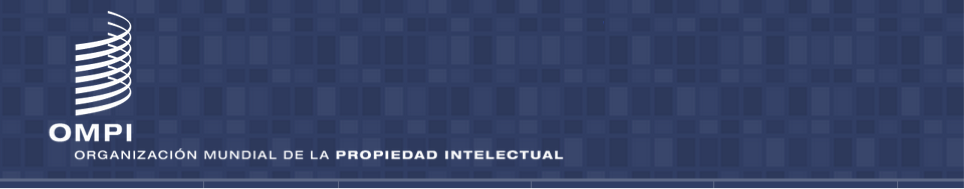 OMPI
ORGANIZACIÓN MUNDIAL DE LA PROPIEDAD INTELECTUAL